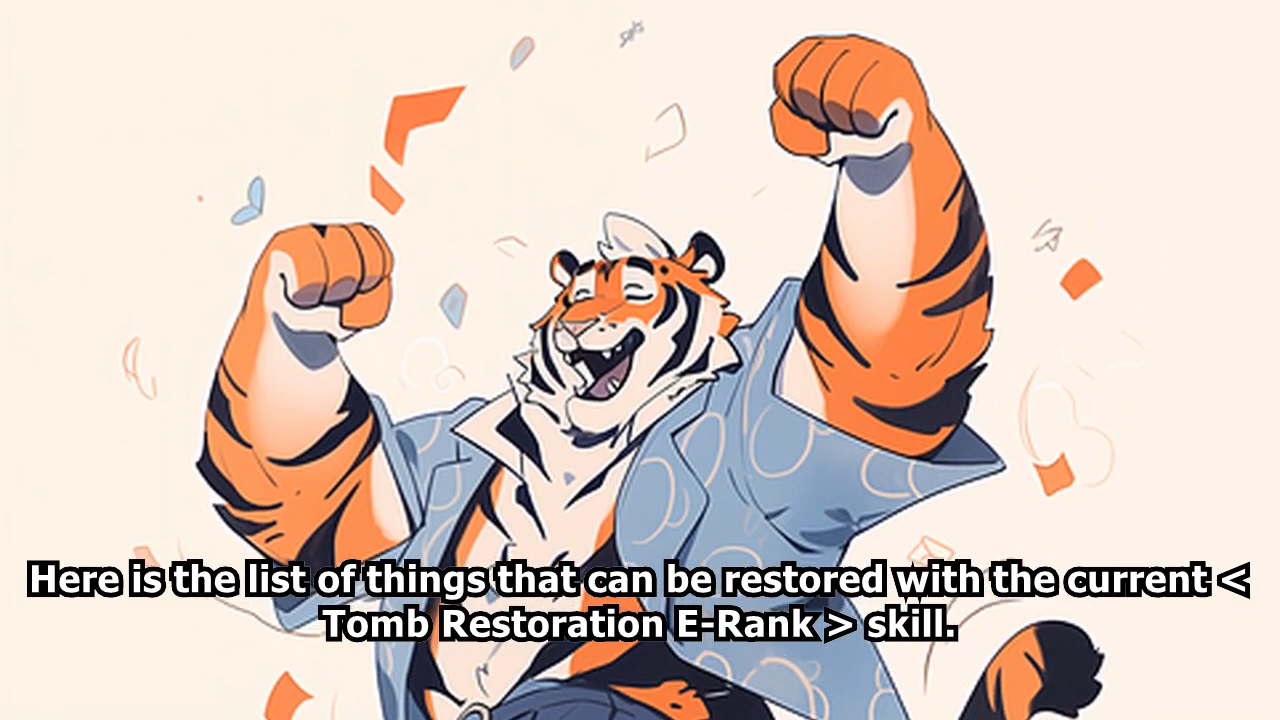 Here is the list of things that can be restored with the current <
Tomb Restoration E-Rank > skill.